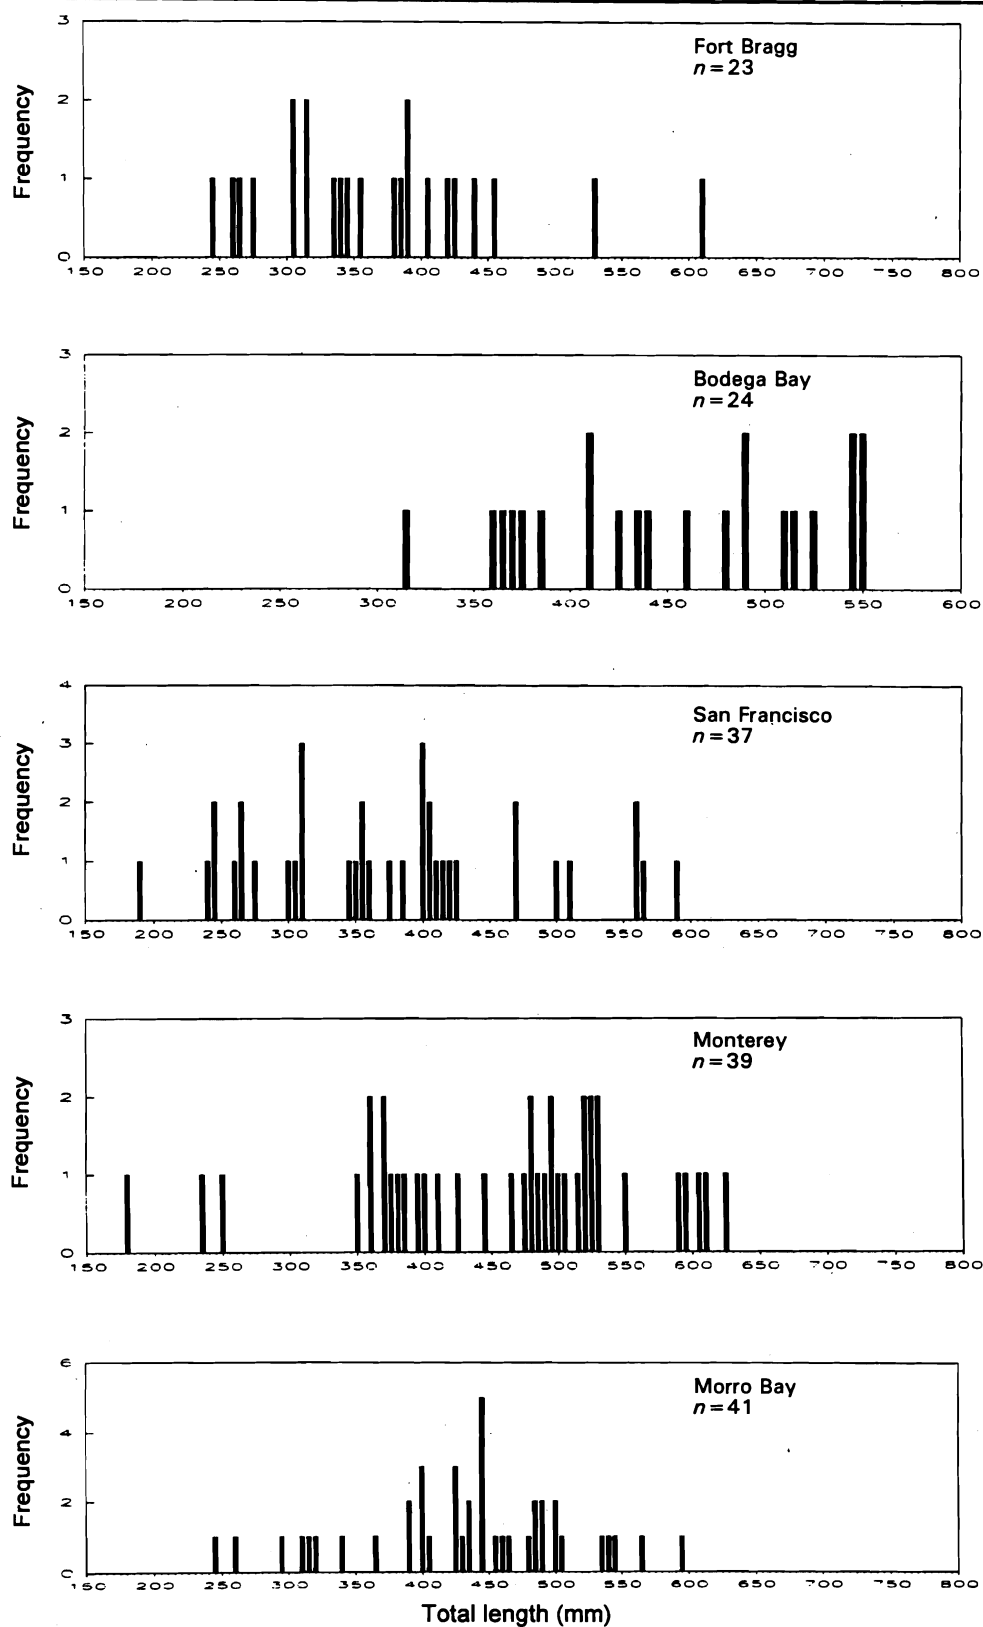 3
Fort Bragg
n=23
2
Frequency
1
0
150 200 250 300 350 400 450 500 550 600 650 700 750 800
3
Bodega Bay
n=24
2
Frequency
1
0
150 200 250 300 350 400 450 500 550 600
4
San Francisco
n=37
3
Frequency
2
1
0
150 200 250 300 350 400 450 500 550 600 650 700 750 800
3
Monterey
n=39
2
Frequency
1
0
150 200 250 300 350 400 450 500 550 600 650 700 750 800
6
Morro Bay
n=41
4
Frequency
2
0
150 200 250 300 350 400 450 500 550 600 650 700 750 800
Total length (mm)